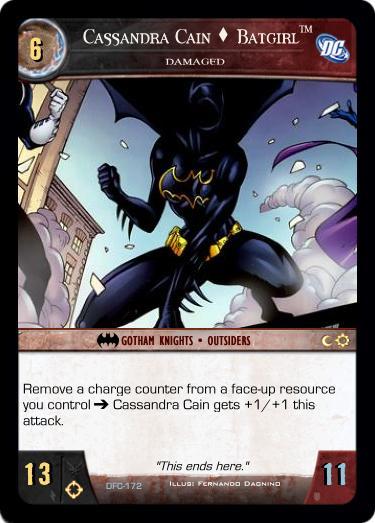 6
Cassandra Cain ♦ Batgirl™
DAMAGED
DC
GOTHAM KNIGHTS • OUTSIDERS
Remove a charge counter from a face-up resource
you control ➔ Cassandra Cain gets +1/+1 this
attack.
"This ends here."
13
DFC-172
Illus: Fernando Dagnino
11